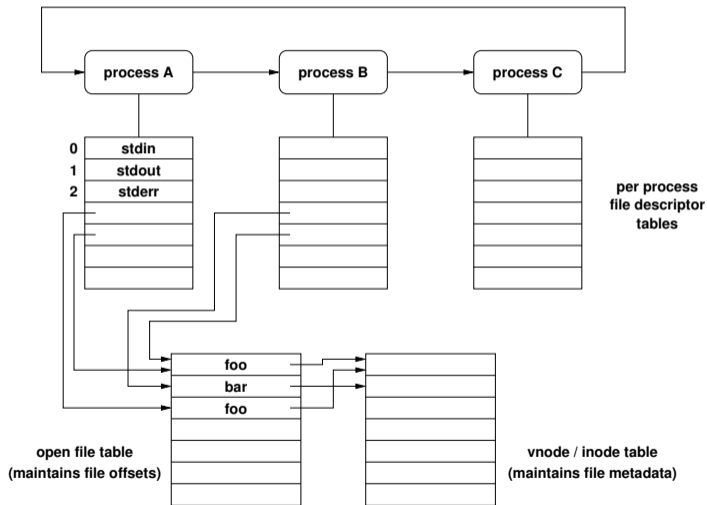 process A
process B
process C
0 stdin
1 stdout
2 stderr
per process
file descriptor
tables
foo
bar
foo
open file table
(maintains file offsets)
vnode / inode table
(maintains file metadata)